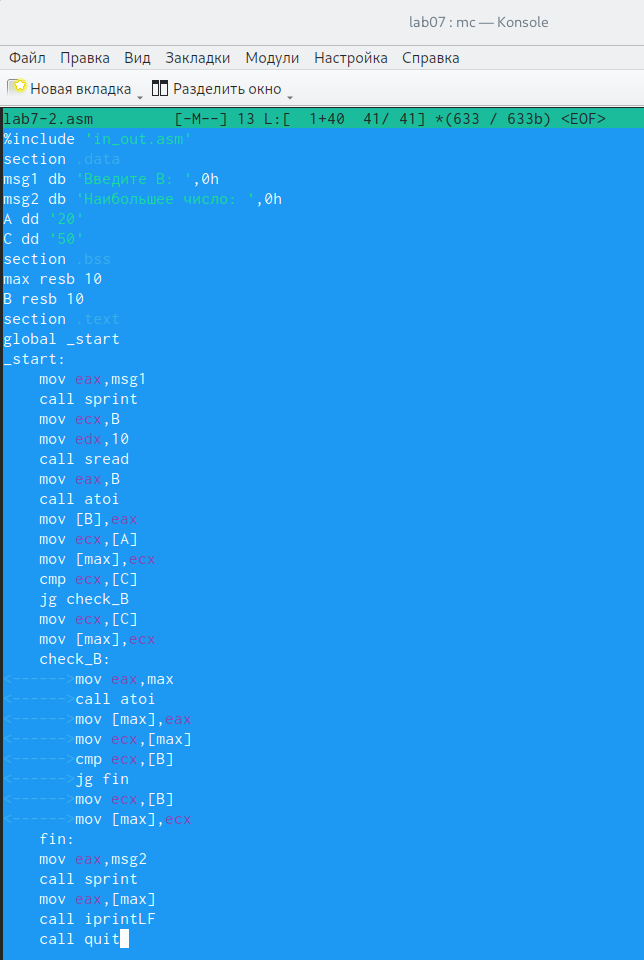 lab07 : mc — Konsole
Файл Правка Вид Закладки Модули Настройка Справка
Новая вкладка Разделить окно
lab7-2.asm [-M--] 13 L:[ 1+40 41/ 41] *(633 / 633b) <EOF>
%include 'in_out.asm'
section .data
msg1 db 'Введите B: ',0h
msg2 db 'Наибольшее число: ',0h
A dd '20'
C dd '50'
section .bss
max resb 10
B resb 10
section .text
global _start
_start:
    mov eax,msg1
    call sprint
    mov ecx,B
    mov edx,10
    call sread
    mov eax,B
    call atoi
    mov [B],eax
    mov ecx,[A]
    mov [max],ecx
    cmp ecx,[C]
    jg check_B
    mov ecx,[C]
    mov [max],ecx
    check_B:
<------>mov eax,max
<------>call atoi
<------>mov [max],eax
<------>mov ecx,[max]
<------>cmp ecx,[B]
<------>jg fin
<------>mov ecx,[B]
<------>mov [max],ecx
    fin:
    mov eax,msg2
    call sprint
    mov eax,[max]
    call iprintLF
    call quit